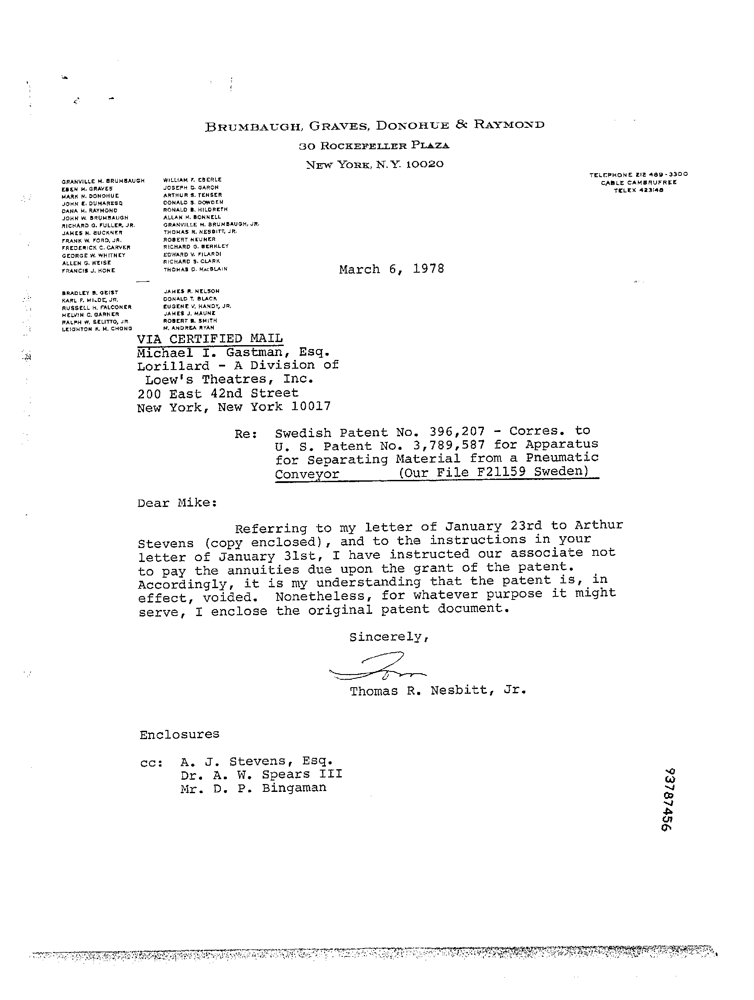 BRUMBAUGH, GRAVES, DONOHUE & RAYMOND
30 ROCKEFELLER PLAZA
NEW YORK, N.Y. 10020
TELEPHONE 212 489-3300
CABLE CAMBRUFREE
TELEX 423148
GRANVILLE M. BRUMBAUGH
EBEN M. GRAVES
MARK N. DONOHUE
JOHN E. DUMARESQ
DANA M. RAYMOND
JOHN W. BRUMBAUGH
RICHARD G. FULLER, JR.
JAMES N. BUCKNER
FRANK W. FORD, JR.
FREDERICK C. CARVER
GEORGE W. WHITNEY
ALLEN G. WEISE
FRANCIS J. HONE
WILLIAM F. EBERLE
JOSEPH D. GARON
ARTHUR S. TENSER
DONALD S. DOWDEN
RONALD B. HILDRETH
ALLAN H. BONNELL
GRANVILLE M. BRUMBAUGH, JR.
THOMAS R. NESBITT, JR.
ROBERT NEUNER
RICHARD G. BERKLEY
EDWARD V. FILARDI
RICHARD S. CLARK
THOMAS D. MACBLAIN
BRADLEY B. GEIST
KARL F. MILDE, JR.
RUSSELL H. FALCONER
MELVIN C. GARNER
RALPH W. SELITTO, JR
LEIGHTON K. M. CHONG
JAMES R. NELSON
DONALD T. BLACK
EUGENE V. HANDY, JR.
JAMES J. MAUNE
ROBERT B. SMITH
M. ANDREA RYAN
March 6, 1978
VIA CERTIFIED MAIL
Michael I. Gastman, Esq.
Lorillard - A Division of
Loew's Theatres, Inc.
200 East 42nd Street
New York, New York 10017
Re: Swedish Patent No. 396,207 - Corres. to
U. S. Patent No. 3,789,587 for Apparatus
for Separating Material from a Pneumatic
Conveyor (Our File F21159 Sweden)
Dear Mike:
Referring to my letter of January 23rd to Arthur
Stevens (copy enclosed), and to the instructions in your
letter of January 31st, I have instructed our associate not
to pay the annuities due upon the grant of the patent.
Accordingly, it is my understanding that the patent is, in
effect, voided. Nonetheless, for whatever purpose it might
serve, I enclose the original patent document.
Sincerely,
Tom
Thomas R. Nesbitt, Jr.
Enclosures
cc: A. J. Stevens, Esq.
Dr. A. W. Spears III
Mr. D. P. Bingaman
93787456